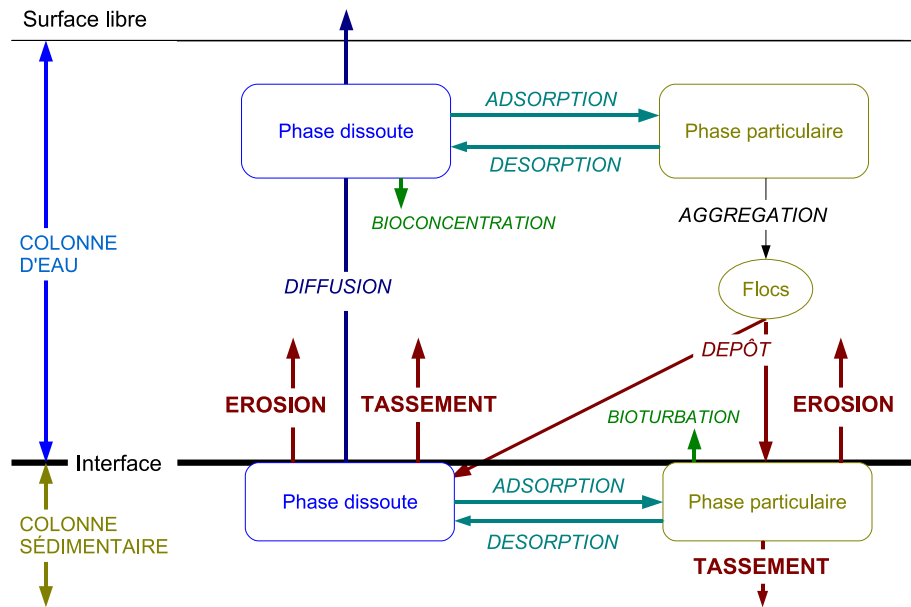 Surface libre
ADSORPTION
Phase dissoute
Phase particulaire
DESORPTION
BIOCONCENTRATION
AGGREGATION
COLONNE
D'EAU
DIFFUSION
Flocs
DEPÔT
EROSION
TASSEMENT
BIOTURBATION
EROSION
Interface
ADSORPTION
Phase dissoute
Phase particulaire
COLONNE
SÉDIMENTAIRE
DESORPTION
TASSEMENT